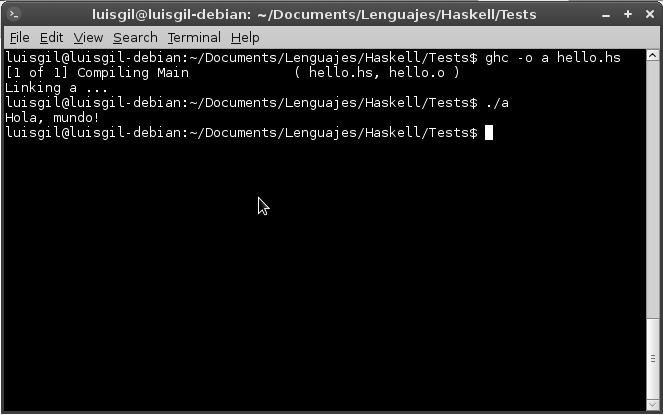 luisgil@luisgil-debian: ~/Documents/Lenguajes/Haskell/Tests
File Edit View Search Terminal Help
luisgil@luisgil-debian:~/Documents/Lenguajes/Haskell/Tests$ ghc -o a hello.hs
[1 of 1] Compiling Main             ( hello.hs, hello.o )
Linking a ...
luisgil@luisgil-debian:~/Documents/Lenguajes/Haskell/Tests$ ./a
Hola, mundo!
luisgil@luisgil-debian:~/Documents/Lenguajes/Haskell/Tests$